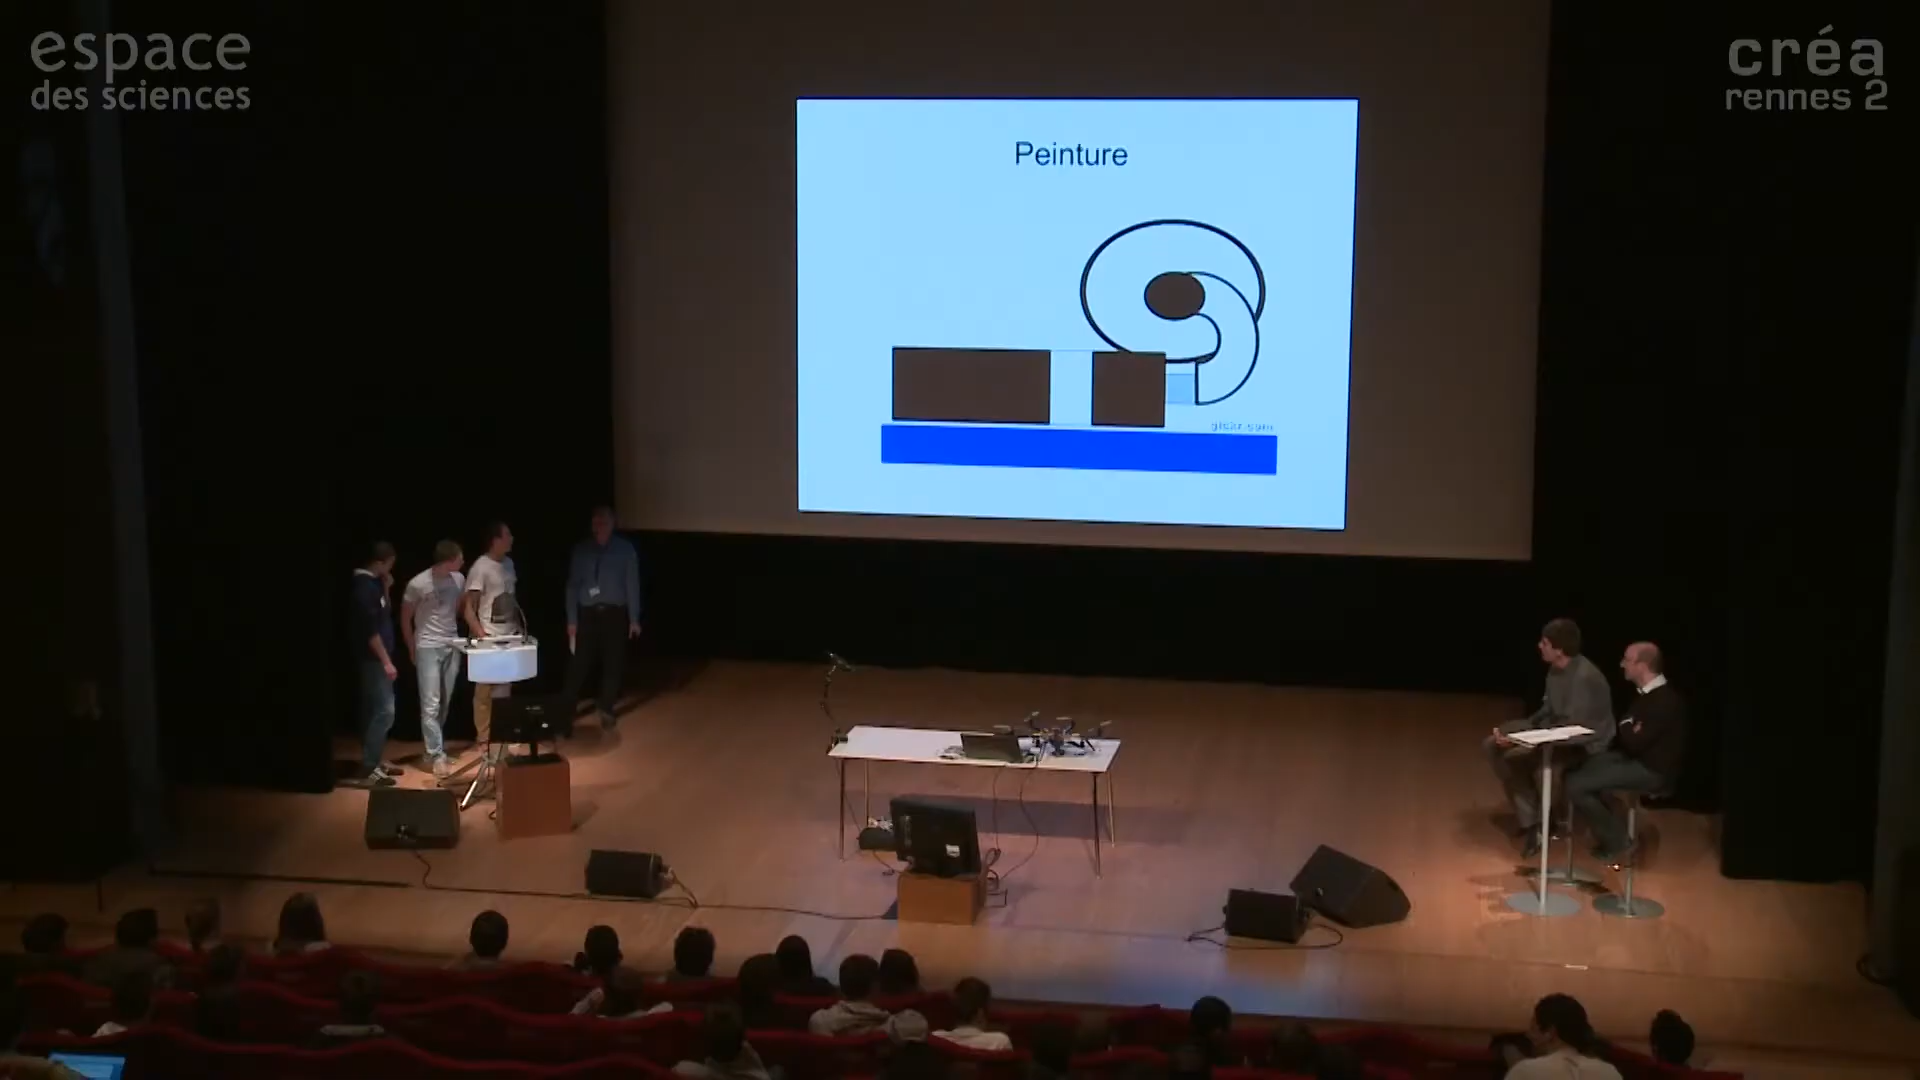 espace
des sciences
créa
rennes 2
Peinture